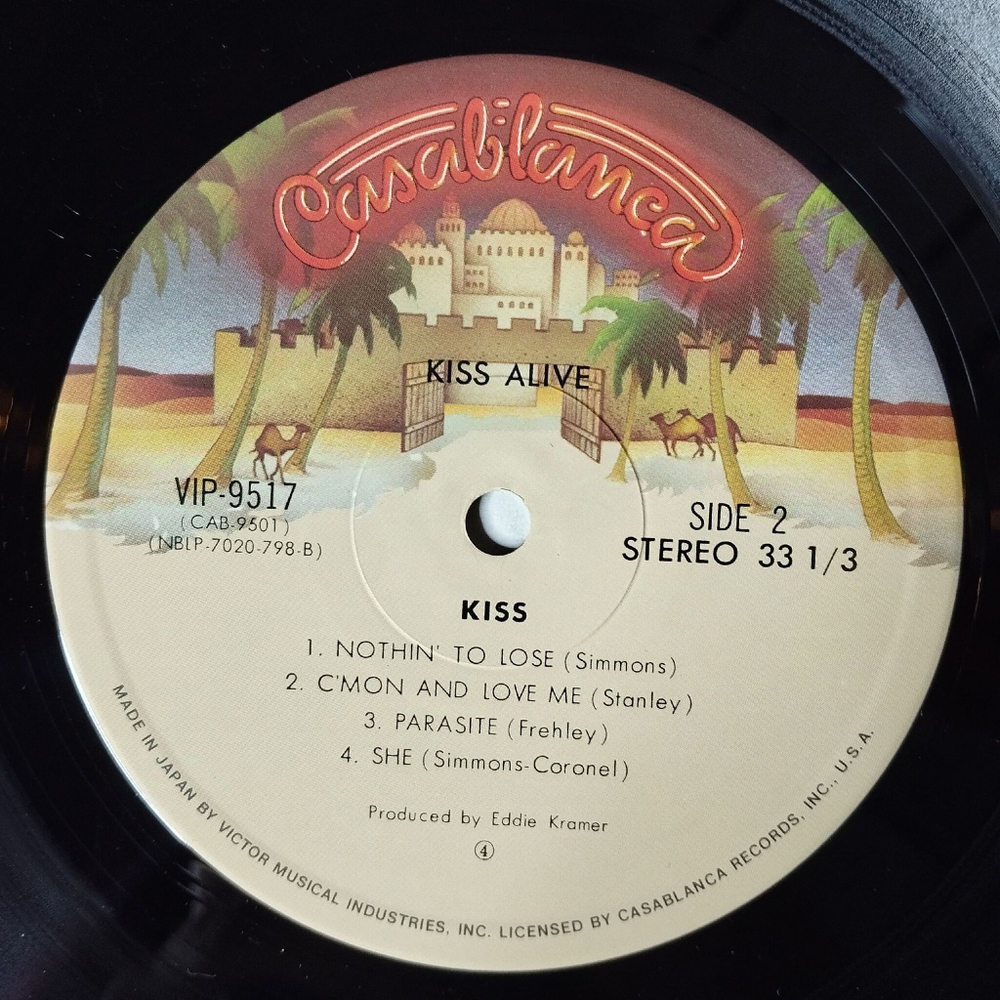 Casablanca
KISS ALIVE
VIP-9517
(CAB-9501)
(NBLP-7020-798-B)
SIDE 2
STEREO 33 1/3
KISS
1. NOTHIN' TO LOSE (Simmons)
2. C'MON AND LOVE ME (Stanley)
3. PARASITE (Frehley)
4. SHE (Simmons-Coronel)
Produced by Eddie Kramer
④
MADE IN JAPAN BY VICTOR MUSICAL INDUSTRIES, INC. LICENSED BY CASABLANCA RECORDS, INC., U.S.A.